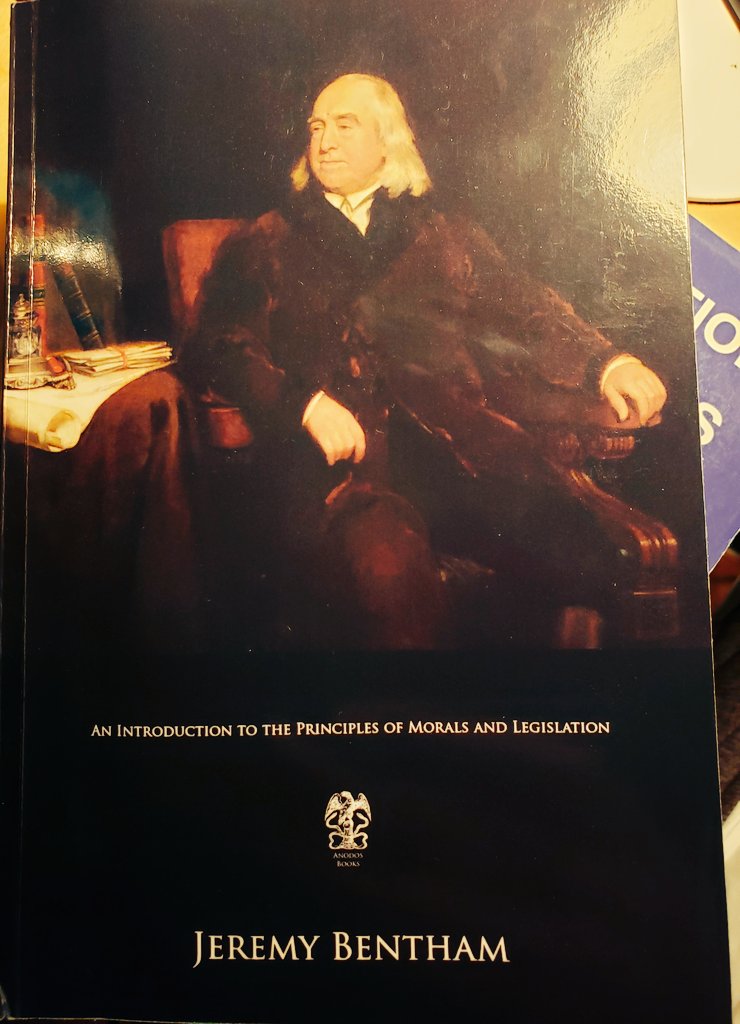 An Introduction to the Principles of Morals and Legislation
Anodos
Books
Jeremy Bentham